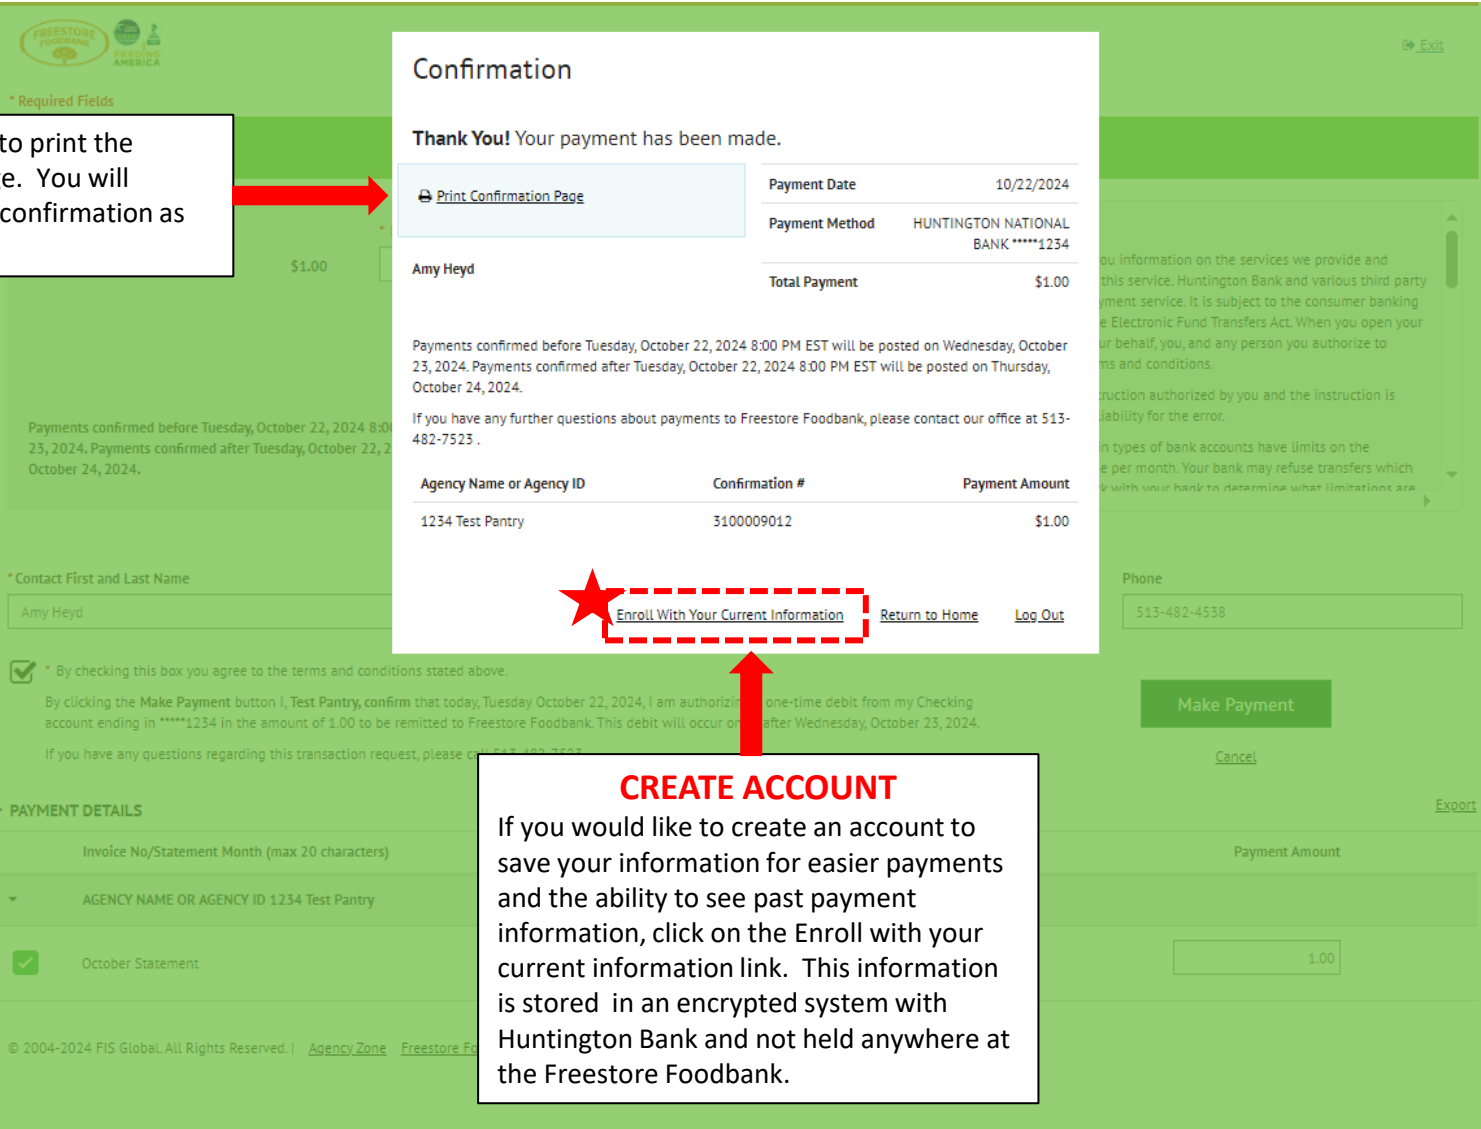 FREESTORE
FOODBANK
FEEDING
AMERICA
Exit
* Required Fields
Confirmation
Thank You! Your payment has been made.
to print the
e. You will
confirmation as
Print Confirmation Page
Payment Date 10/22/2024
Payment Method HUNTINGTON NATIONAL
BANK *****1234
Amy Heyd
Total Payment $1.00
$1.00
*
Payments confirmed before Tuesday, October 22, 2024 8:00 PM EST will be posted on Wednesday, October
23, 2024. Payments confirmed after Tuesday, October 22, 2024 8:00 PM EST will be posted on Thursday,
October 24, 2024.
If you have any further questions about payments to Freestore Foodbank, please contact our office at 513-
482-7523 .
Agency Name or Agency ID Confirmation # Payment Amount
1234 Test Pantry 3100009012 $1.00
Enroll With Your Current Information Return to Home Log Out
ou information on the services we provide and
this service. Huntington Bank and various third party
yment service. It is subject to the consumer banking
e Electronic Fund Transfers Act. When you open your
ur behalf, you, and any person you authorize to
ms and conditions.
truction authorized by you and the instruction is
iability for the error.
n types of bank accounts have limits on the
e per month. Your bank may refuse transfers which
k with your bank to determine what limitations are
Payments confirmed before Tuesday, October 22, 2024 8:0
23, 2024. Payments confirmed after Tuesday, October 22, 2
October 24, 2024.
* Contact First and Last Name
Amy Heyd
Phone
513-482-4538
* By checking this box you agree to the terms and conditions stated above.
By clicking the Make Payment button I, Test Pantry, confirm that today, Tuesday October 22, 2024, I am authorizin one-time debit from my Checking
account ending in *****1234 in the amount of 1.00 to be remitted to Freestore Foodbank. This debit will occur on after Wednesday, October 23, 2024.
If you have any questions regarding this transaction request, please call 513-482-7523
Make Payment
Cancel
PAYMENT DETAILS
Export
Invoice No/Statement Month (max 20 characters)
Payment Amount
AGENCY NAME OR AGENCY ID 1234 Test Pantry
October Statement
1.00
CREATE ACCOUNT
If you would like to create an account to
save your information for easier payments
and the ability to see past payment
information, click on the Enroll with your
current information link. This information
is stored in an encrypted system with
Huntington Bank and not held anywhere at
the Freestore Foodbank.
© 2004-2024 FIS Global. All Rights Reserved. | Agency Zone Freestore Fo